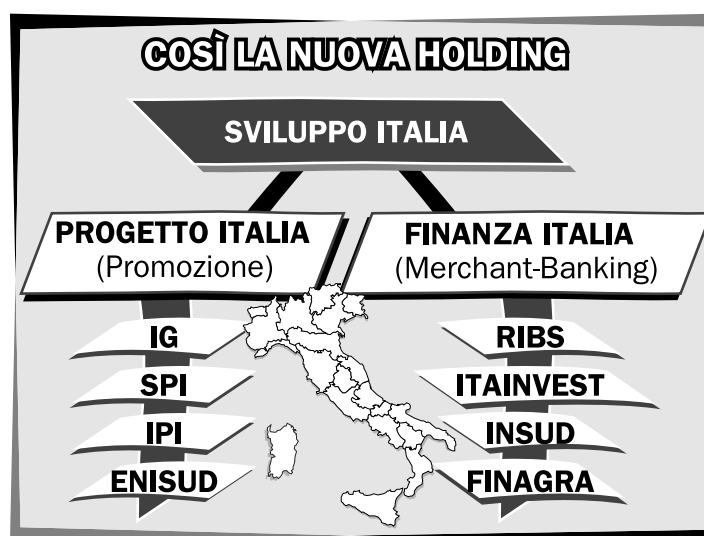 COSÌ LA NUOVA HOLDING
SVILUPPO ITALIA
PROGETTO ITALIA
(Promozione)
FINANZA ITALIA
(Merchant-Banking)
IG
SPI
IPI
ENISUD
RIBS
ITAINVEST
INSUD
FINAGRA